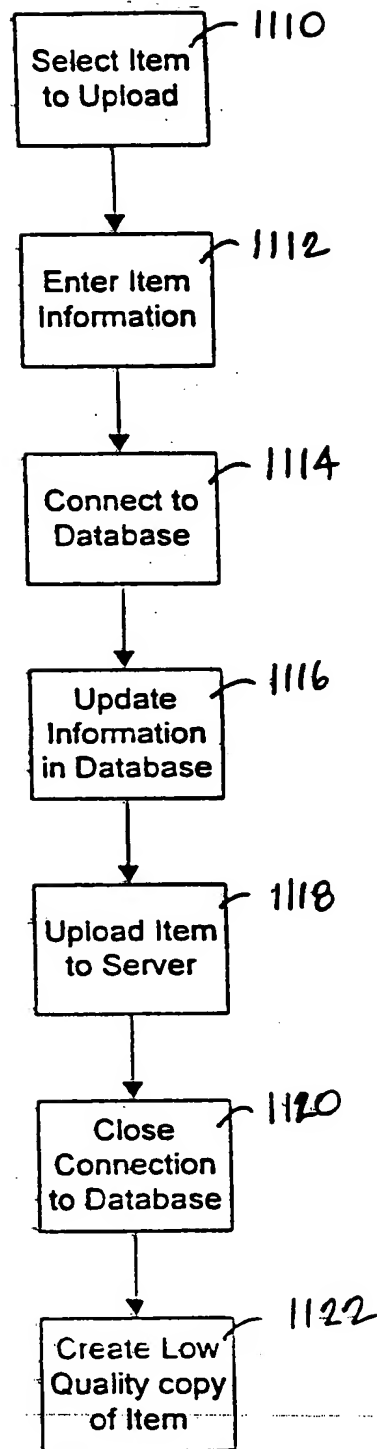 1110
Select Item
to Upload
1112
Enter Item
Information
1114
Connect to
Database
1116
Update
Information
in Database
1118
Upload Item
to Server
1120
Close
Connection
to Database
1122
Create Low
Quality copy
of Item